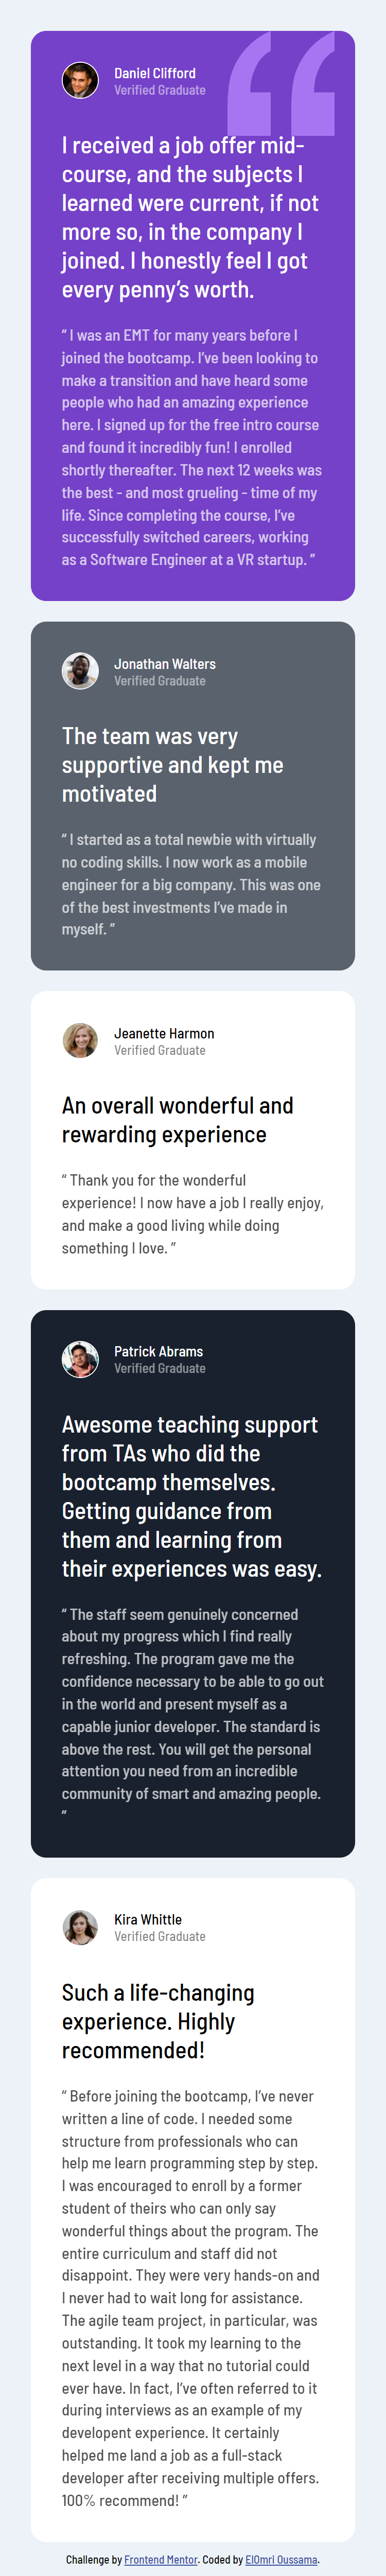 Daniel Clifford
Verified Graduate
I received a job offer mid-
course, and the subjects I
learned were current, if not
more so, in the company I
joined. I honestly feel I got
every penny’s worth.
“ I was an EMT for many years before I
joined the bootcamp. I’ve been looking to
make a transition and have heard some
people who had an amazing experience
here. I signed up for the free intro course
and found it incredibly fun! I enrolled
shortly thereafter. The next 12 weeks was
the best - and most grueling - time of my
life. Since completing the course, I’ve
successfully switched careers, working
as a Software Engineer at a VR startup. ”
Jonathan Walters
Verified Graduate
The team was very
supportive and kept me
motivated
“ I started as a total newbie with virtually
no coding skills. I now work as a mobile
engineer for a big company. This was one
of the best investments I’ve made in
myself. ”
Jeanette Harmon
Verified Graduate
An overall wonderful and
rewarding experience
“ Thank you for the wonderful
experience! I now have a job I really enjoy,
and make a good living while doing
something I love. ”
Patrick Abrams
Verified Graduate
Awesome teaching support
from TAs who did the
bootcamp themselves.
Getting guidance from
them and learning from
their experiences was easy.
“ The staff seem genuinely concerned
about my progress which I find really
refreshing. The program gave me the
confidence necessary to be able to go out
in the world and present myself as a
capable junior developer. The standard is
above the rest. You will get the personal
attention you need from an incredible
community of smart and amazing people.
”
Kira Whittle
Verified Graduate
Such a life-changing
experience. Highly
recommended!
“ Before joining the bootcamp, I’ve never
written a line of code. I needed some
structure from professionals who can
help me learn programming step by step.
I was encouraged to enroll by a former
student of theirs who can only say
wonderful things about the program. The
entire curriculum and staff did not
disappoint. They were very hands-on and
I never had to wait long for assistance.
The agile team project, in particular, was
outstanding. It took my learning to the
next level in a way that no tutorial could
ever have. In fact, I’ve often referred to it
during interviews as an example of my
developent experience. It certainly
helped me land a job as a full-stack
developer after receiving multiple offers.
100% recommend! ”
Challenge by Frontend Mentor. Coded by ElOmri Oussama.